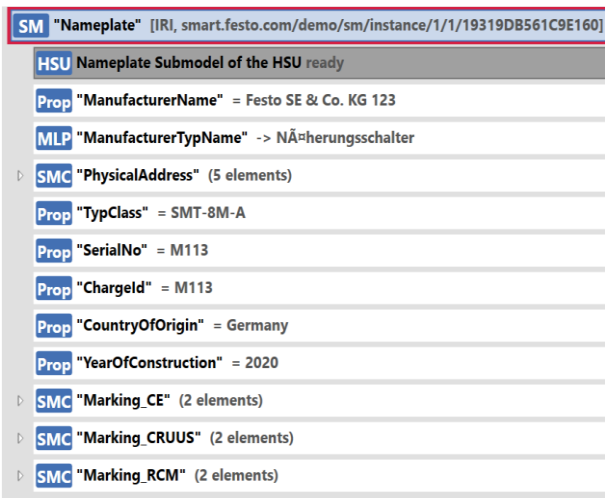 SM "Nameplate" [IRI, smart.festo.com/demo/sm/instance/1/1/19319DB561C9E160]
HSU Nameplate Submodel of the HSU ready
Prop "ManufacturerName" = Festo SE & Co. KG 123
MLP "ManufacturerTypName" -> NÃ¤herungsschalter
SMC "PhysicalAddress" (5 elements)
Prop "TypClass" = SMT-8M-A
Prop "SerialNo" = M113
Prop "ChargeId" = M113
Prop "CountryOfOrigin" = Germany
Prop "YearOfConstruction" = 2020
SMC "Marking_CE" (2 elements)
SMC "Marking_CRUUS" (2 elements)
SMC "Marking_RCM" (2 elements)